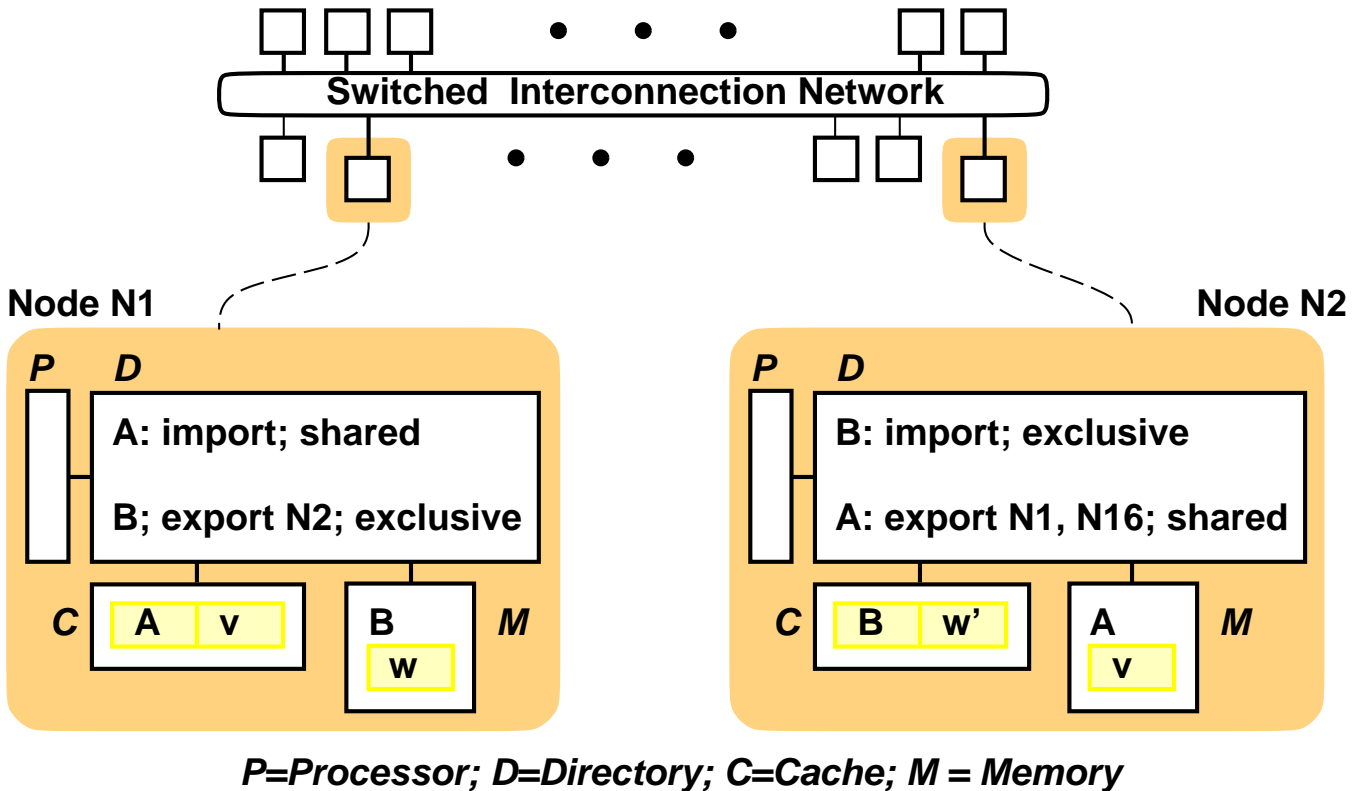 Switched Interconnection Network
Node N1
Node N2
P D
A: import; shared
B; export N2; exclusive
C A v
B
w
M
P D
B: import; exclusive
A: export N1, N16; shared
C B w’
A
v
M
P=Processor; D=Directory; C=Cache; M = Memory